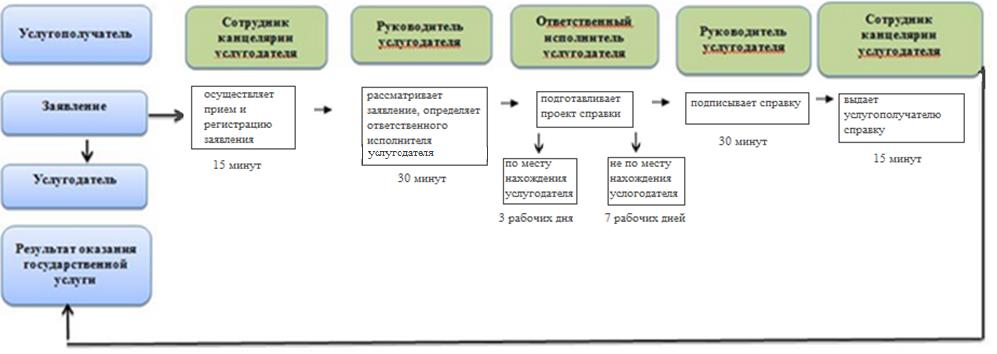 Услугополучатель
Сотрудник
канцелярии
услугодателя
Руководитель
услугодателя
Ответственный
исполнитель
услугодателя
Руководитель
услугодателя
Сотрудник
канцелярии
услугодателя
Заявление
осуществляет
прием и
регистрацию
заявления
15 минут
рассматривает
заявление, определяет
ответственного
исполнителя
услугодателя
30 минут
подготавливает
проект справки
по месту
нахождения
услугодателя
3 рабочих дня
не по месту
нахождения
услогодателя
7 рабочих дней
подписывает справку
30 минут
выдает
услугополучателю
справку
15 минут
Услугодатель
Результат оказания
государственной
услуги